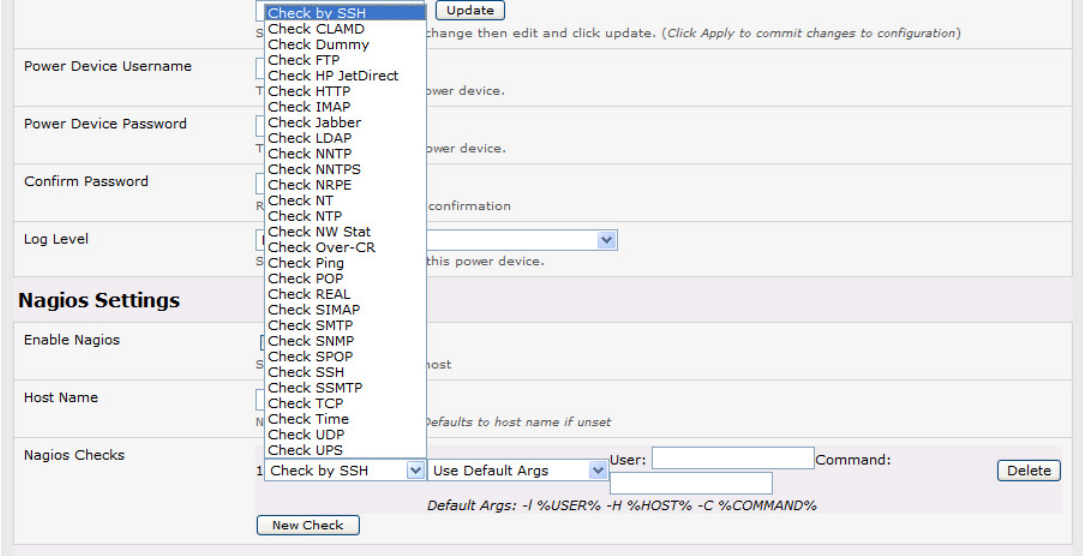 Check by SSH
Update
Check CLAMD
change then edit and click update. (Click Apply to commit changes to configuration)
Check Dummy
Check FTP
Power Device Username
Check HP JetDirect
Check HTTP
power device.
Check IMAP
Check Jabber
Power Device Password
Check LDAP
Check NNTP
power device.
Check NNTPS
Confirm Password
Check NRPE
Check NT
confirmation
Check NTP
Check NW Stat
Log Level
Check Over-CR
Check Ping
this power device.
Check POP
Check REAL
Nagios Settings
Check SIMAP
Check SMTP
Enable Nagios
Check SNMP
Check SPOP
host
Check SSH
Check SSMTP
Host Name
Check TCP
Check Time
Defaults to host name if unset
Check UDP
Check UPS
Nagios Checks
1 Check by SSH Use Default Args User: Command: Delete
Default Args: -l %USER% -H %HOST% -C %COMMAND%
New Check